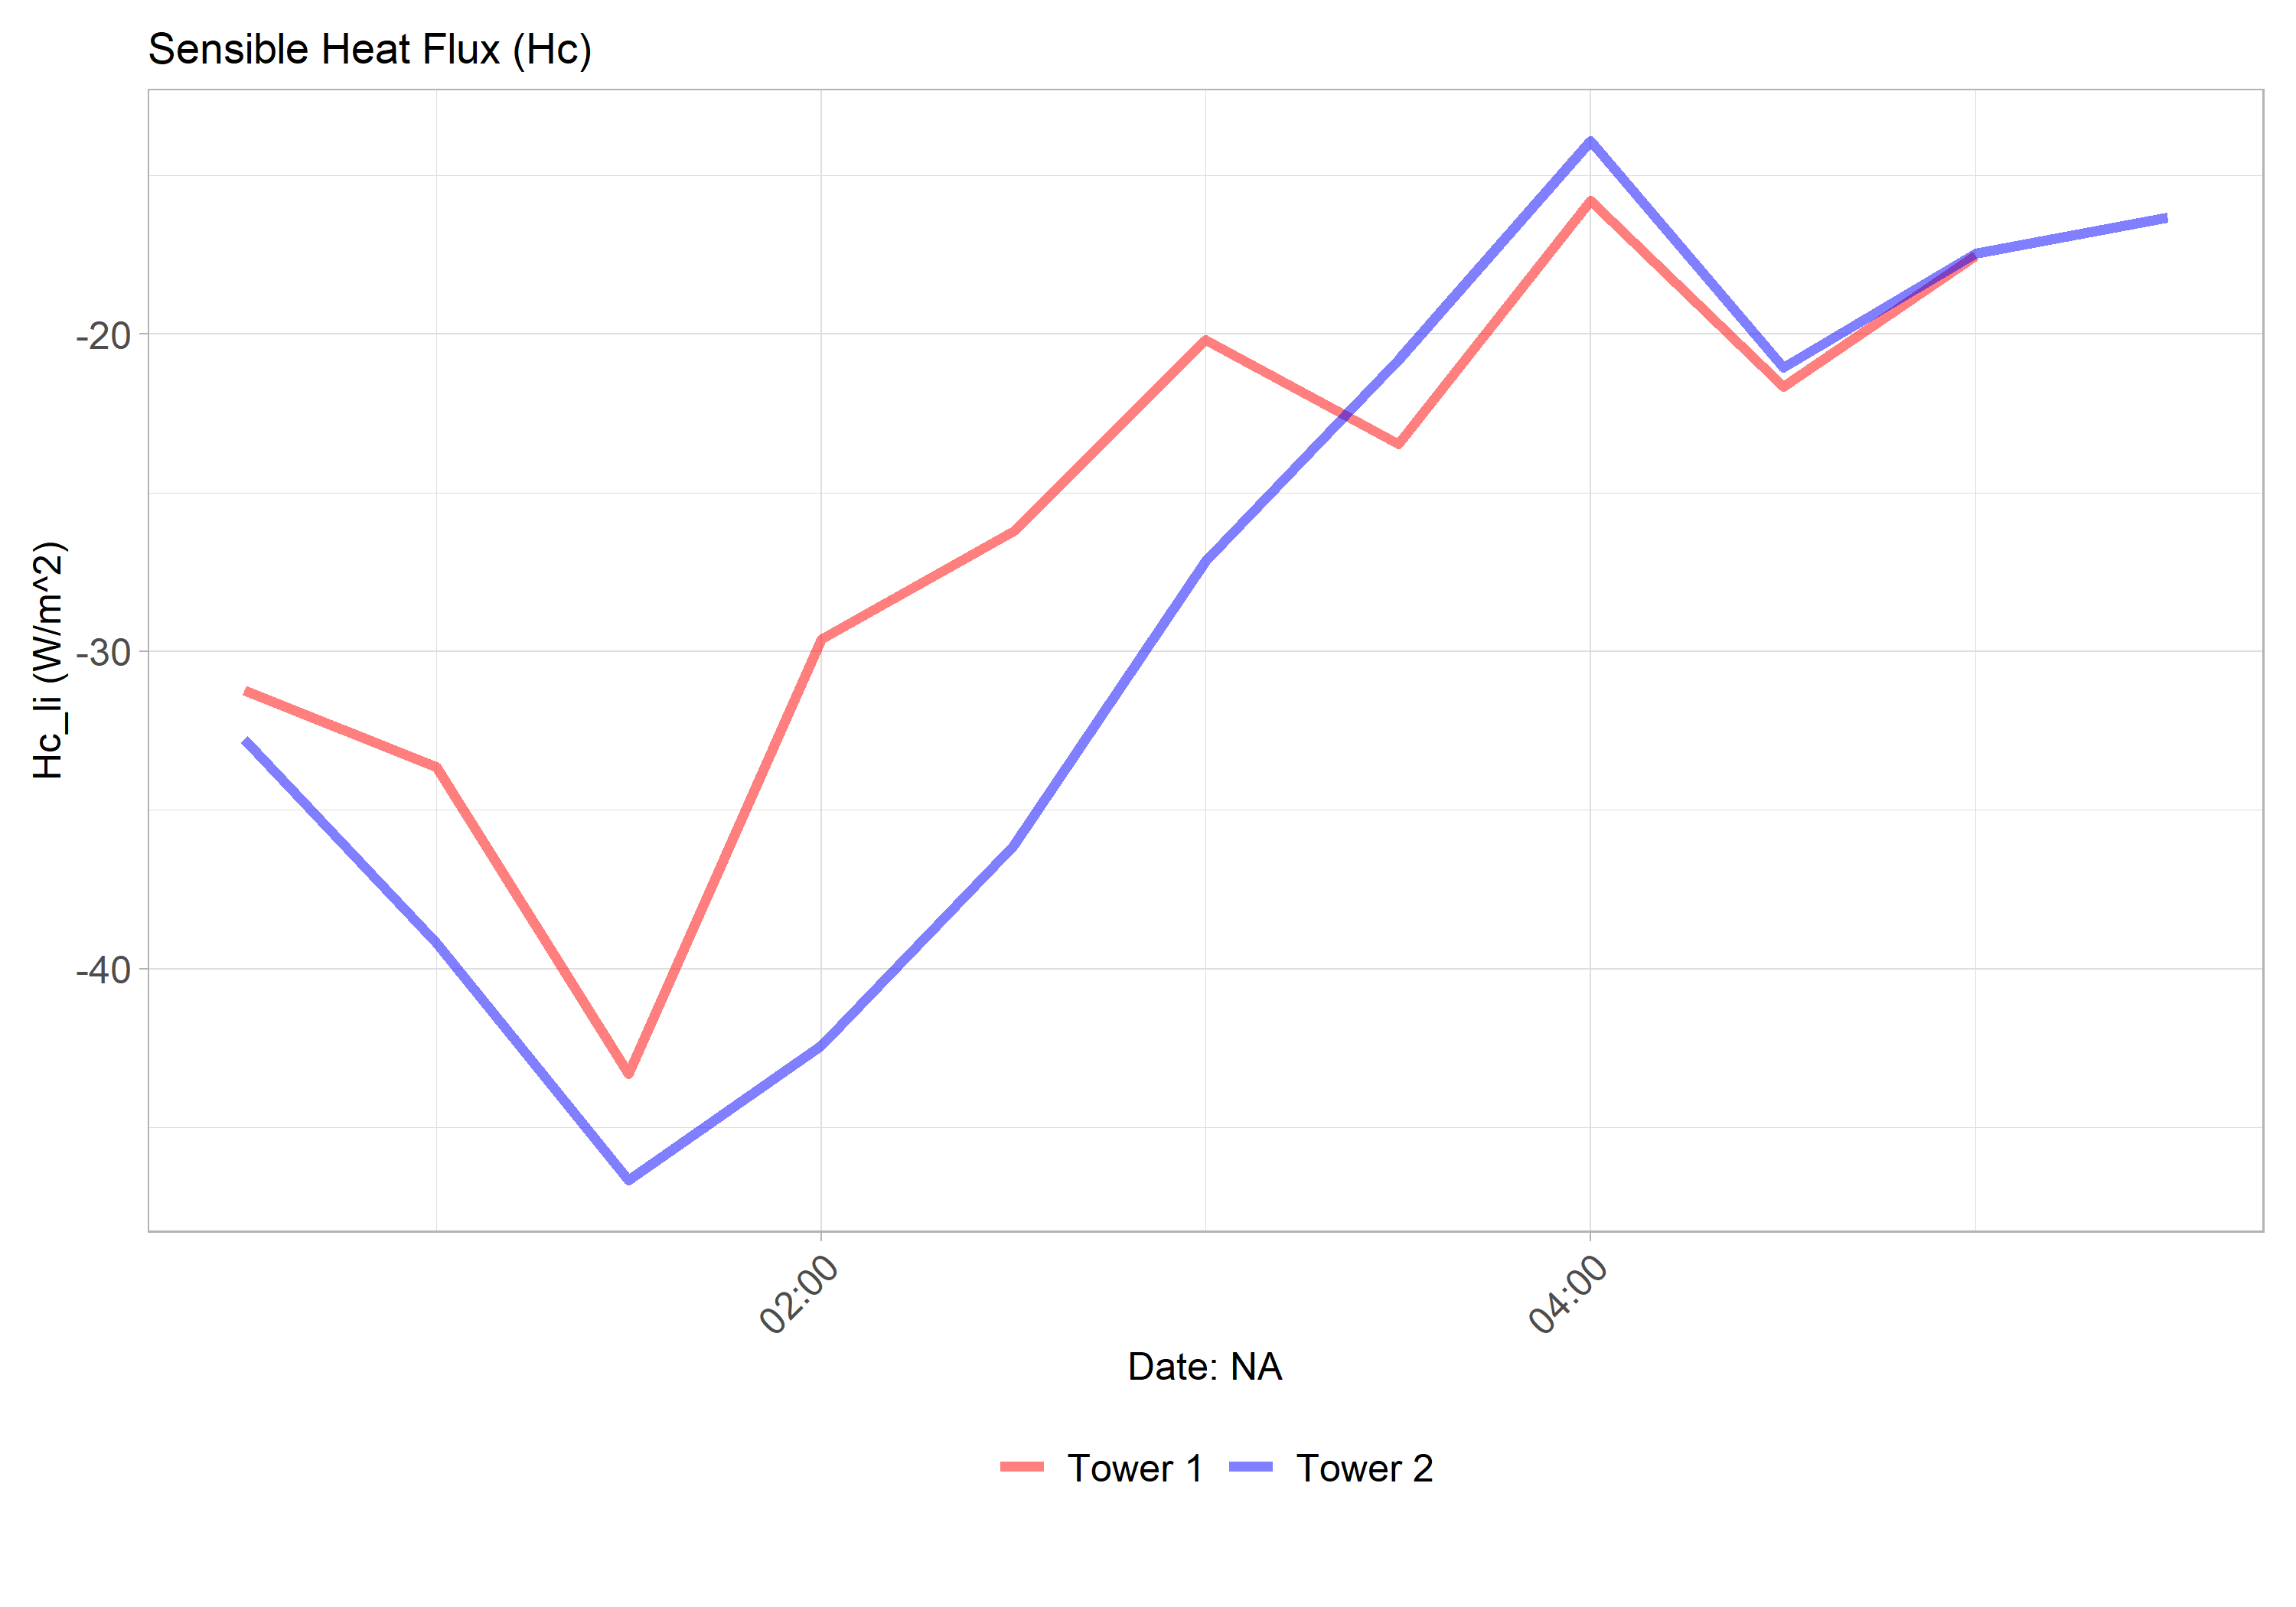 Sensible Heat Flux (Hc)
Hc_li (W/m^2)
-20
-30
-40
02:00
04:00
Date: NA
Tower 1
Tower 2